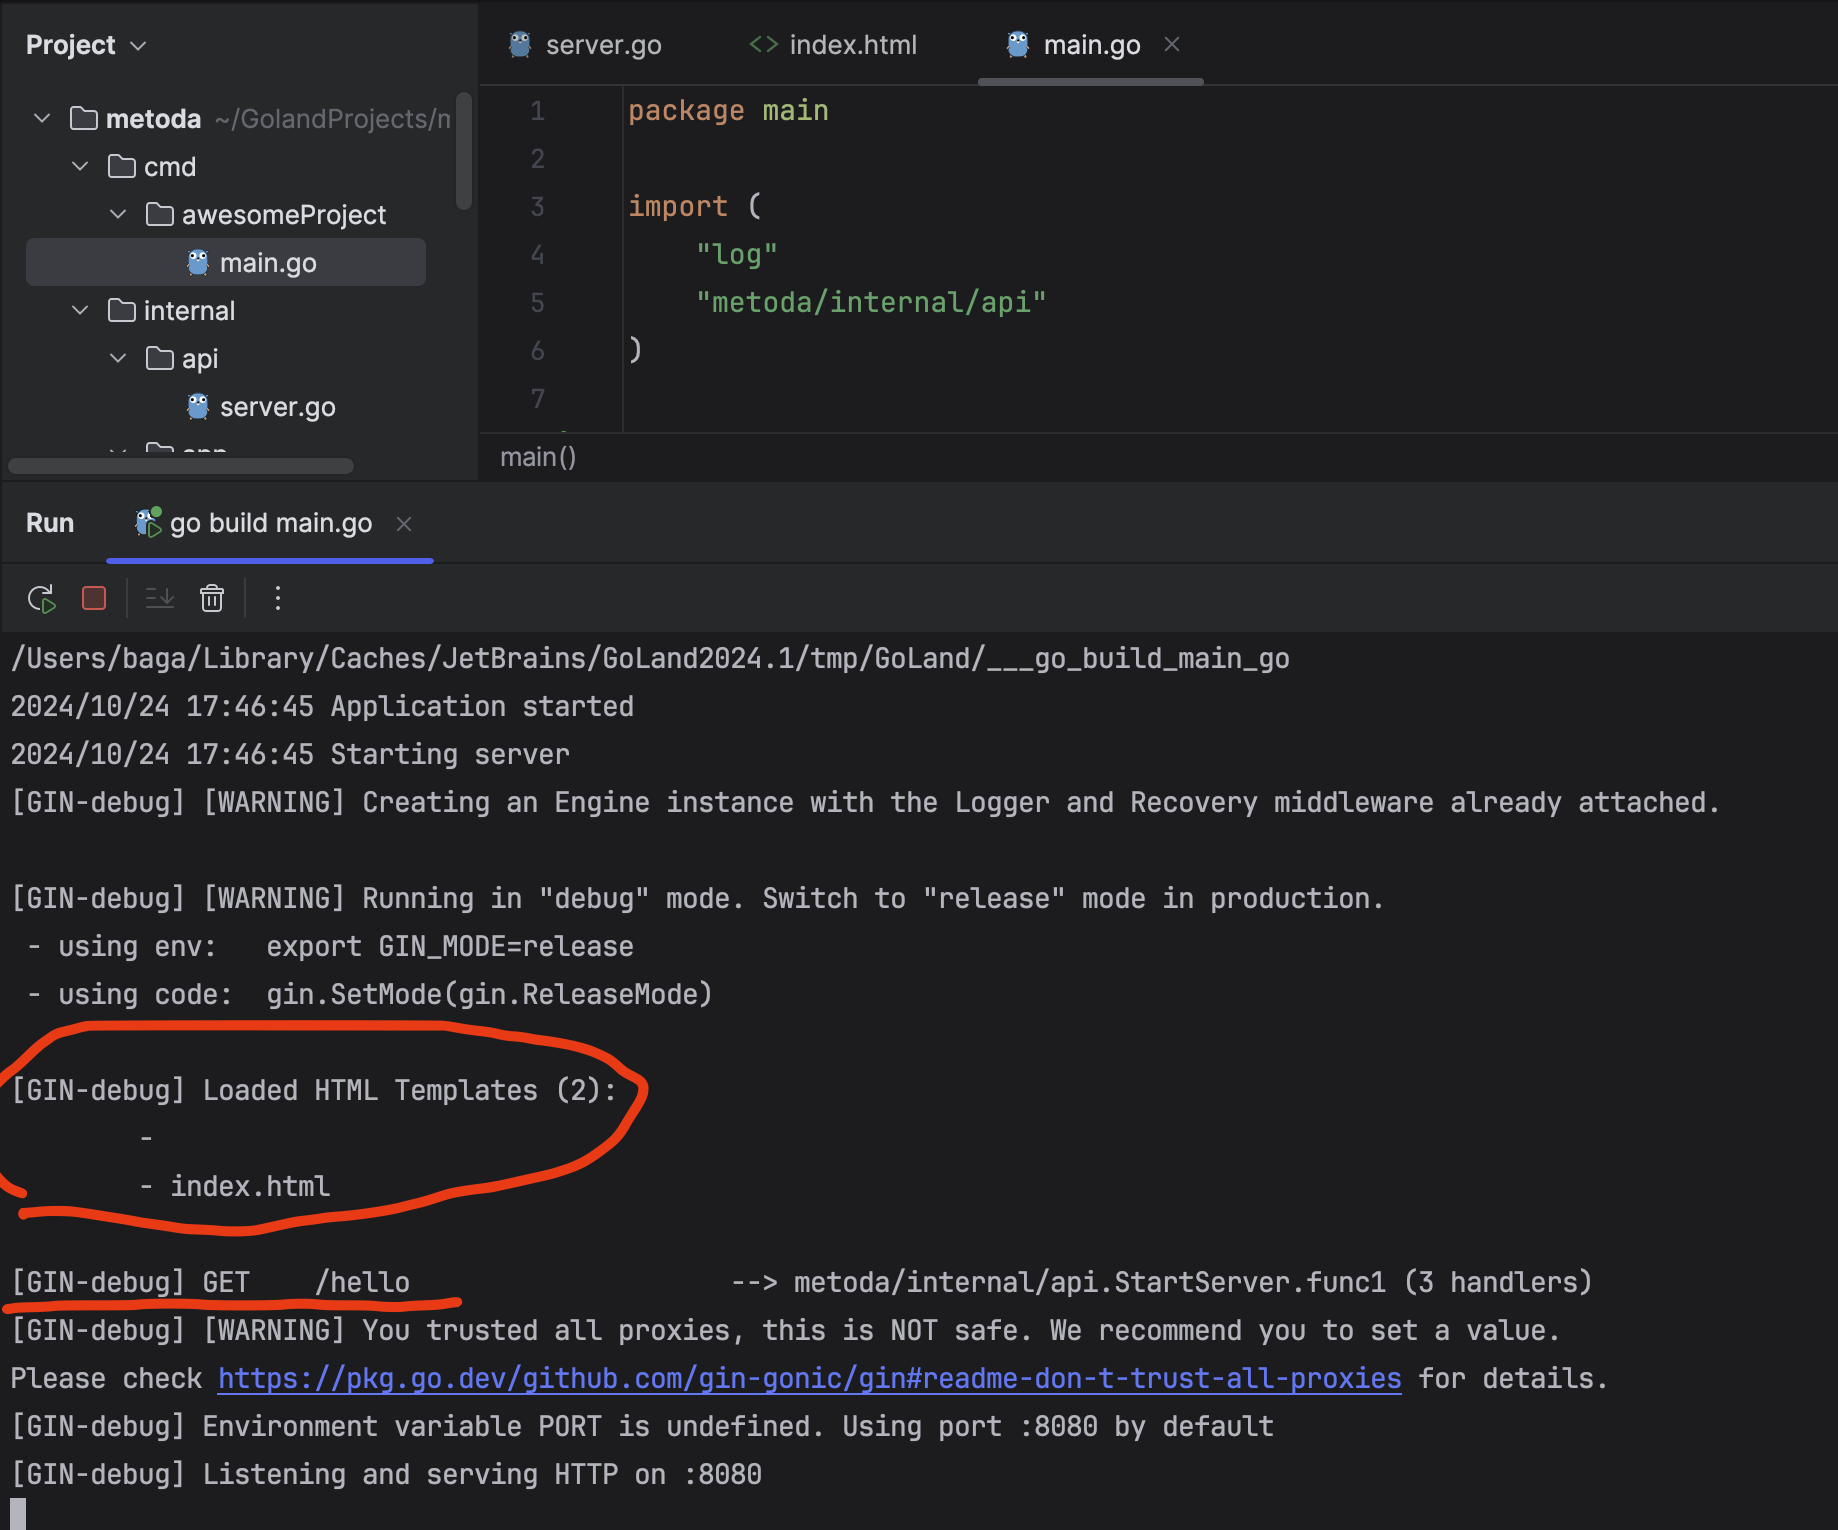 Project
metoda ~/GolandProjects/m
cmd
awesomeProject
main.go
internal
api
server.go
server.go
index.html
main.go
1 package main
2
3 import (
4 "log"
5 "metoda/internal/api"
6 )
7
main()
Run
go build main.go
/Users/baga/Library/Caches/JetBrains/GoLand2024.1/tmp/GoLand/___go_build_main_go
2024/10/24 17:46:45 Application started
2024/10/24 17:46:45 Starting server
[GIN-debug] [WARNING] Creating an Engine instance with the Logger and Recovery middleware already attached.
[GIN-debug] [WARNING] Running in "debug" mode. Switch to "release" mode in production.
- using env: export GIN_MODE=release
- using code: gin.SetMode(gin.ReleaseMode)
[GIN-debug] Loaded HTML Templates (2):
-
- index.html
[GIN-debug] GET /hello --> metoda/internal/api.StartServer.func1 (3 handlers)
[GIN-debug] [WARNING] You trusted all proxies, this is NOT safe. We recommend you to set a value.
Please check https://pkg.go.dev/github.com/gin-gonic/gin#readme-don-t-trust-all-proxies for details.
[GIN-debug] Environment variable PORT is undefined. Using port :8080 by default
[GIN-debug] Listening and serving HTTP on :8080